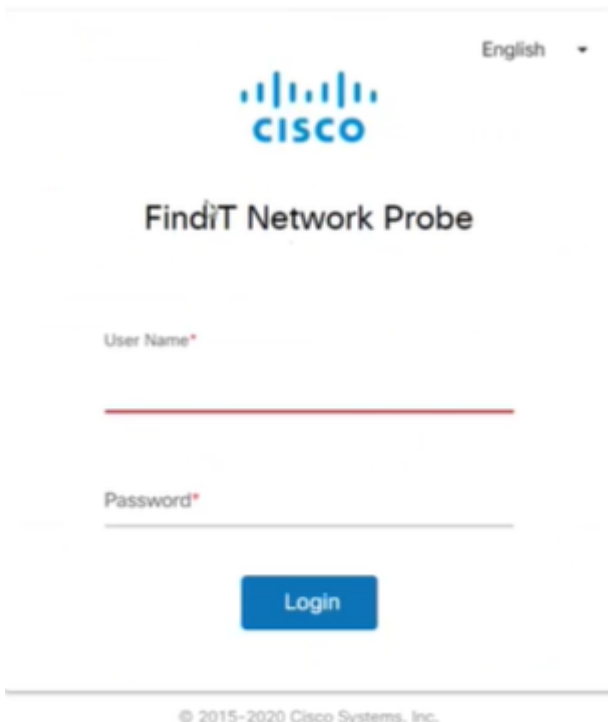 English
CISCO
FindIT Network Probe
User Name*
Password*
Login
© 2015-2020 Cisco Systems, Inc.